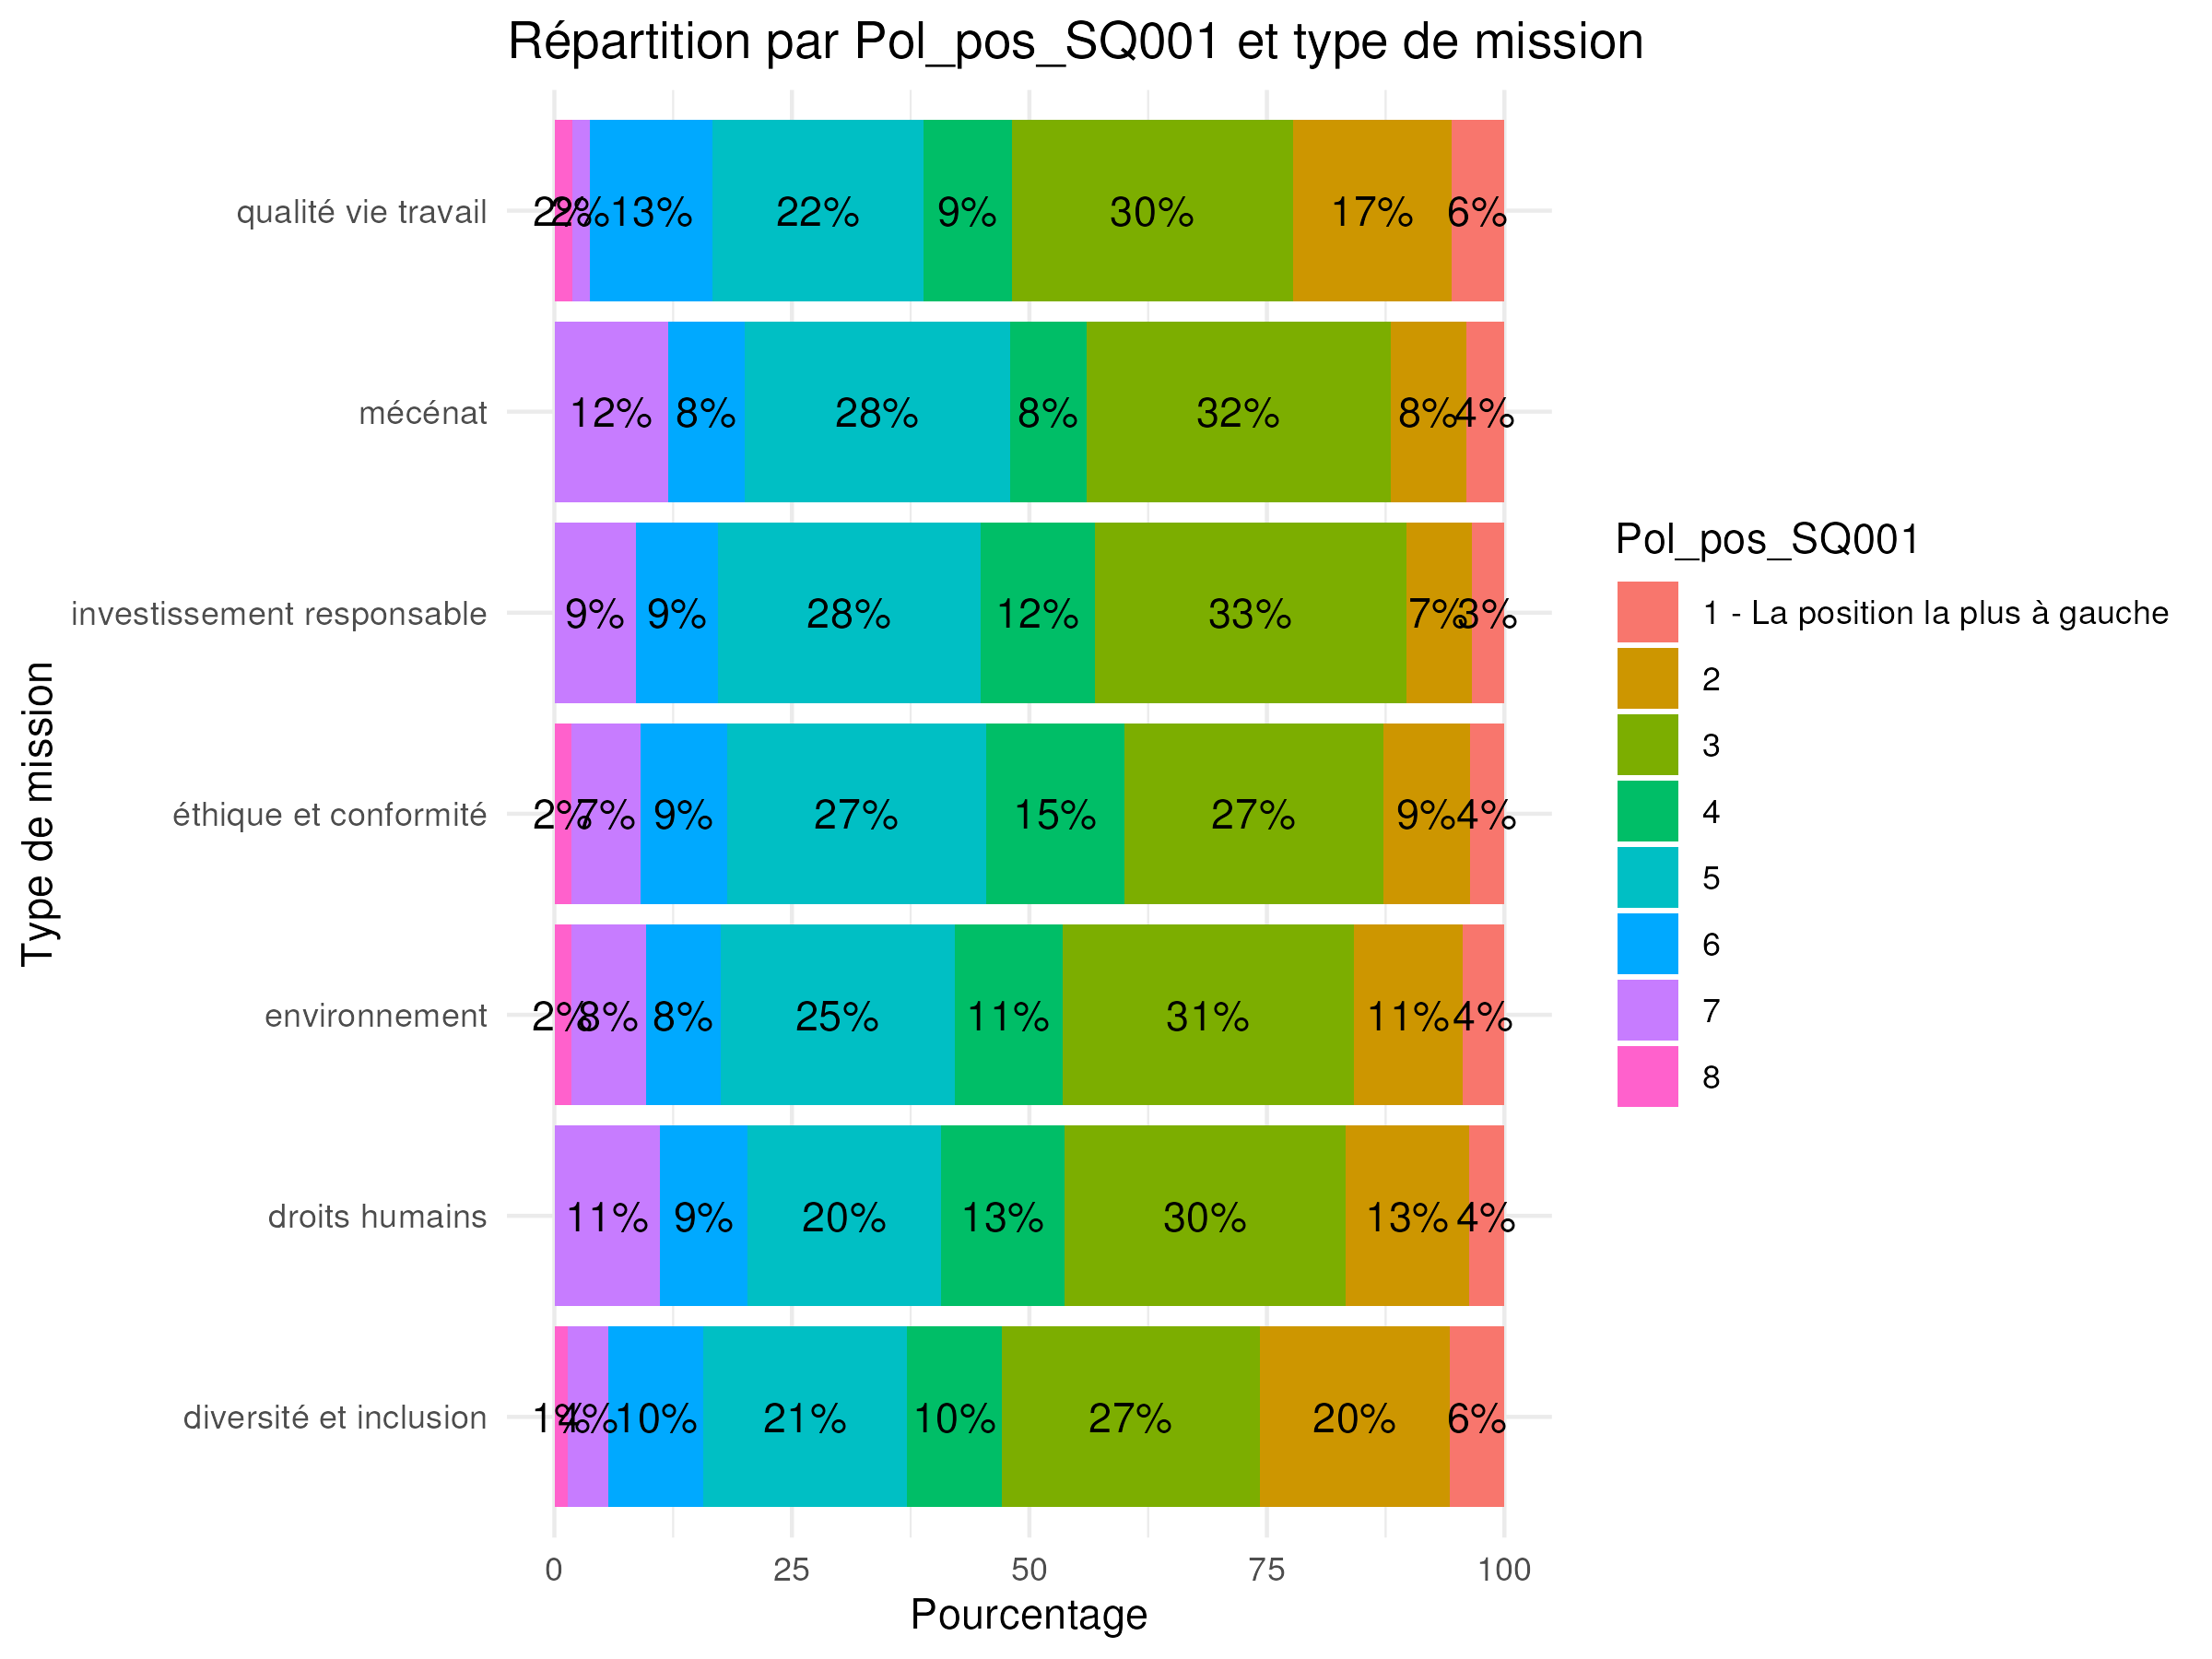 Répartition par Pol_pos_SQ001 et type de mission
Type de mission
qualité vie travail
2% 2% 13% 22% 9% 30% 17% 6%
mécénat
12% 8% 28% 8% 32% 8% 4%
investissement responsable
9% 9% 28% 12% 33% 7% 3%
éthique et conformité
2% 7% 9% 27% 15% 27% 9% 4%
environnement
2% 8% 8% 25% 11% 31% 11% 4%
droits humains
11% 9% 20% 13% 30% 13% 4%
diversité et inclusion
1% 4% 10% 21% 10% 27% 20% 6%
0 25 50 75 100
Pourcentage
Pol_pos_SQ001
1 - La position la plus à gauche
2
3
4
5
6
7
8